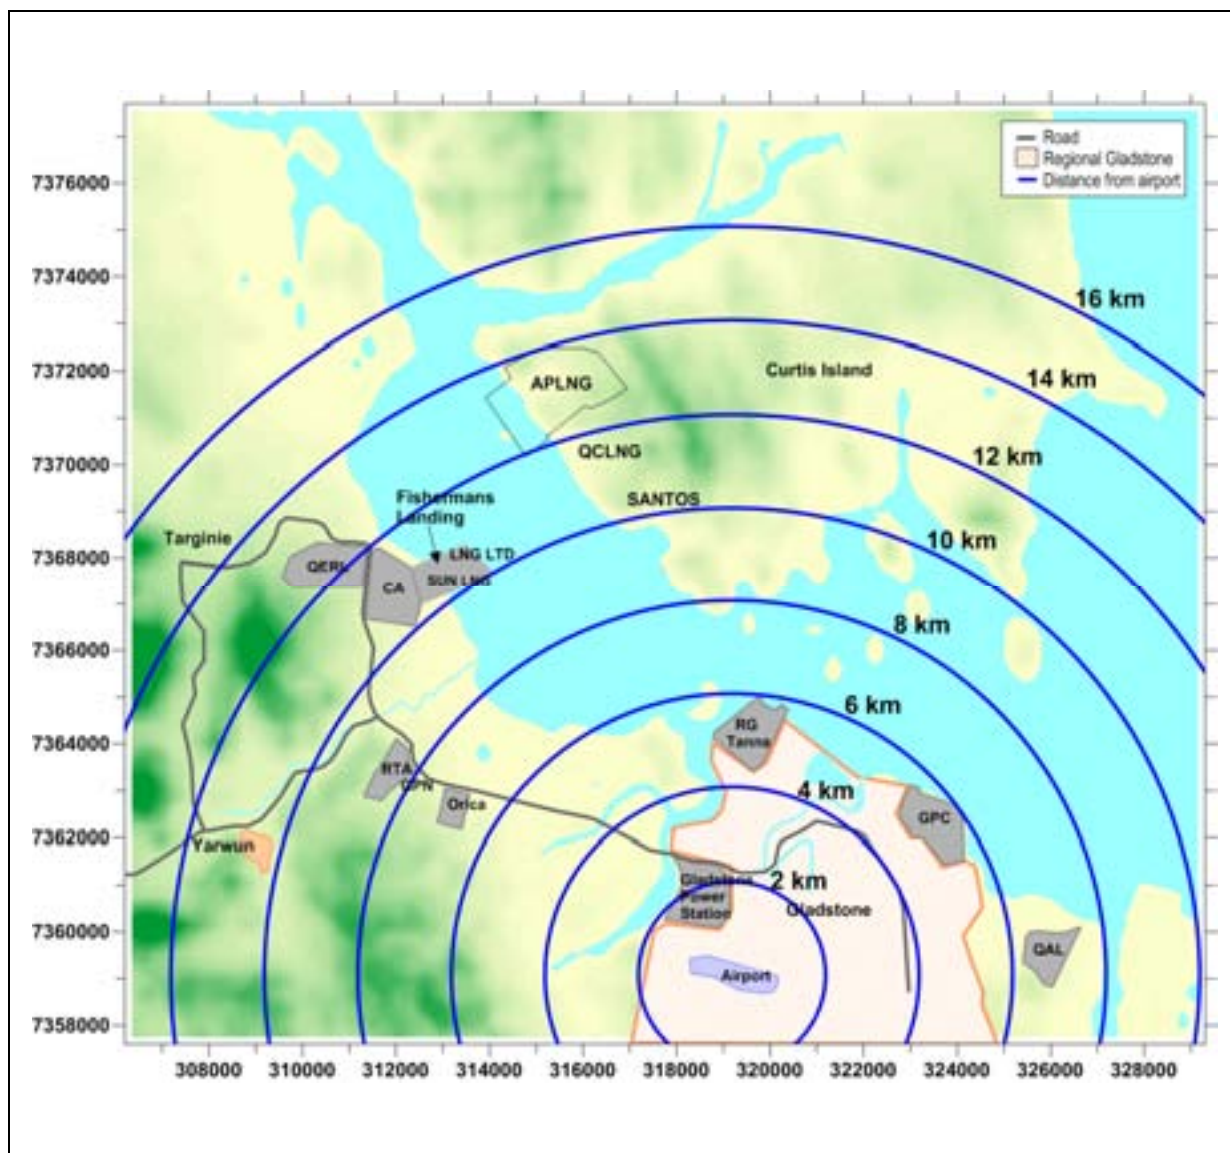 Road
Regional Gladstone
Distance from airport
7376000
7374000
7372000
7370000
7368000
7366000
7364000
7362000
7360000
7358000
16 km
14 km
12 km
10 km
8 km
6 km
4 km
2 km
Curtis Island
APLNG
QCLNG
SANTOS
Fishermans
Landing
LNG LTD
SUN LNG
Targinie
QERL
CA
RG
Tanna
RTA
OPN
Orica
GPC
Yarwun
Gladstone
Power
Station
Gladstone
QAL
Airport
308000
310000
312000
314000
316000
318000
320000
322000
324000
326000
328000